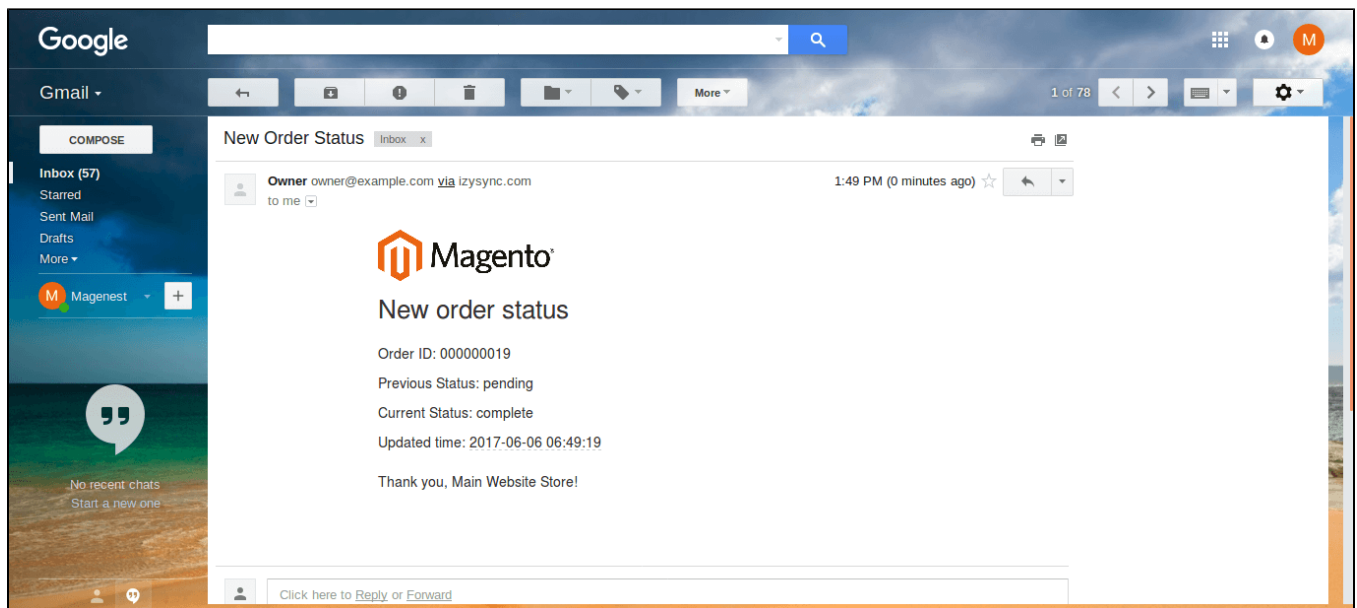 Google
M
Gmail
More
1 of 78
COMPOSE
New Order Status Inbox x
Inbox (57)
Starred
Sent Mail
Drafts
More
M Magenest +
Owner owner@example.com via izysync.com
1:49 PM (0 minutes ago)
to me
Magento
New order status
Order ID: 000000019
Previous Status: pending
Current Status: complete
Updated time: 2017-06-06 06:49:19
Thank you, Main Website Store!
No recent chats
Start a new one
Click here to Reply or Forward